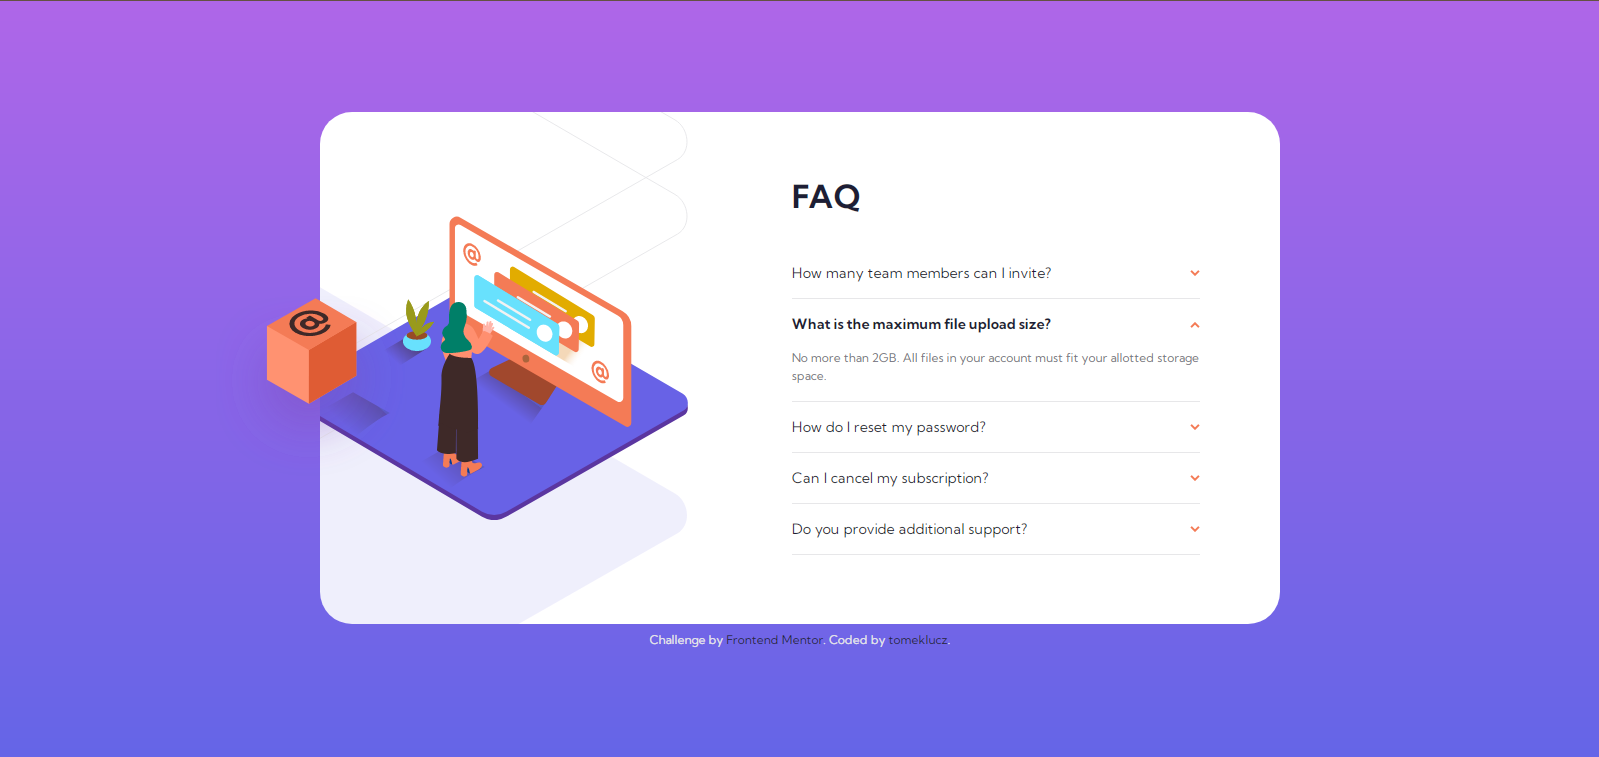 FAQ
How many team members can I invite?
What is the maximum file upload size?
No more than 2GB. All files in your account must fit your allotted storage
space.
How do I reset my password?
Can I cancel my subscription?
Do you provide additional support?
@
@
@
Challenge by Frontend Mentor. Coded by tomeklucz.